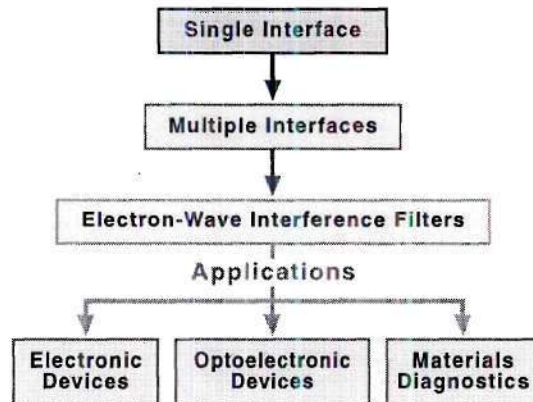 Single Interface
Multiple Interfaces
Electron-Wave Interference Filters
Applications
Electronic
Devices
Optoelectronic
Devices
Materials
Diagnostics